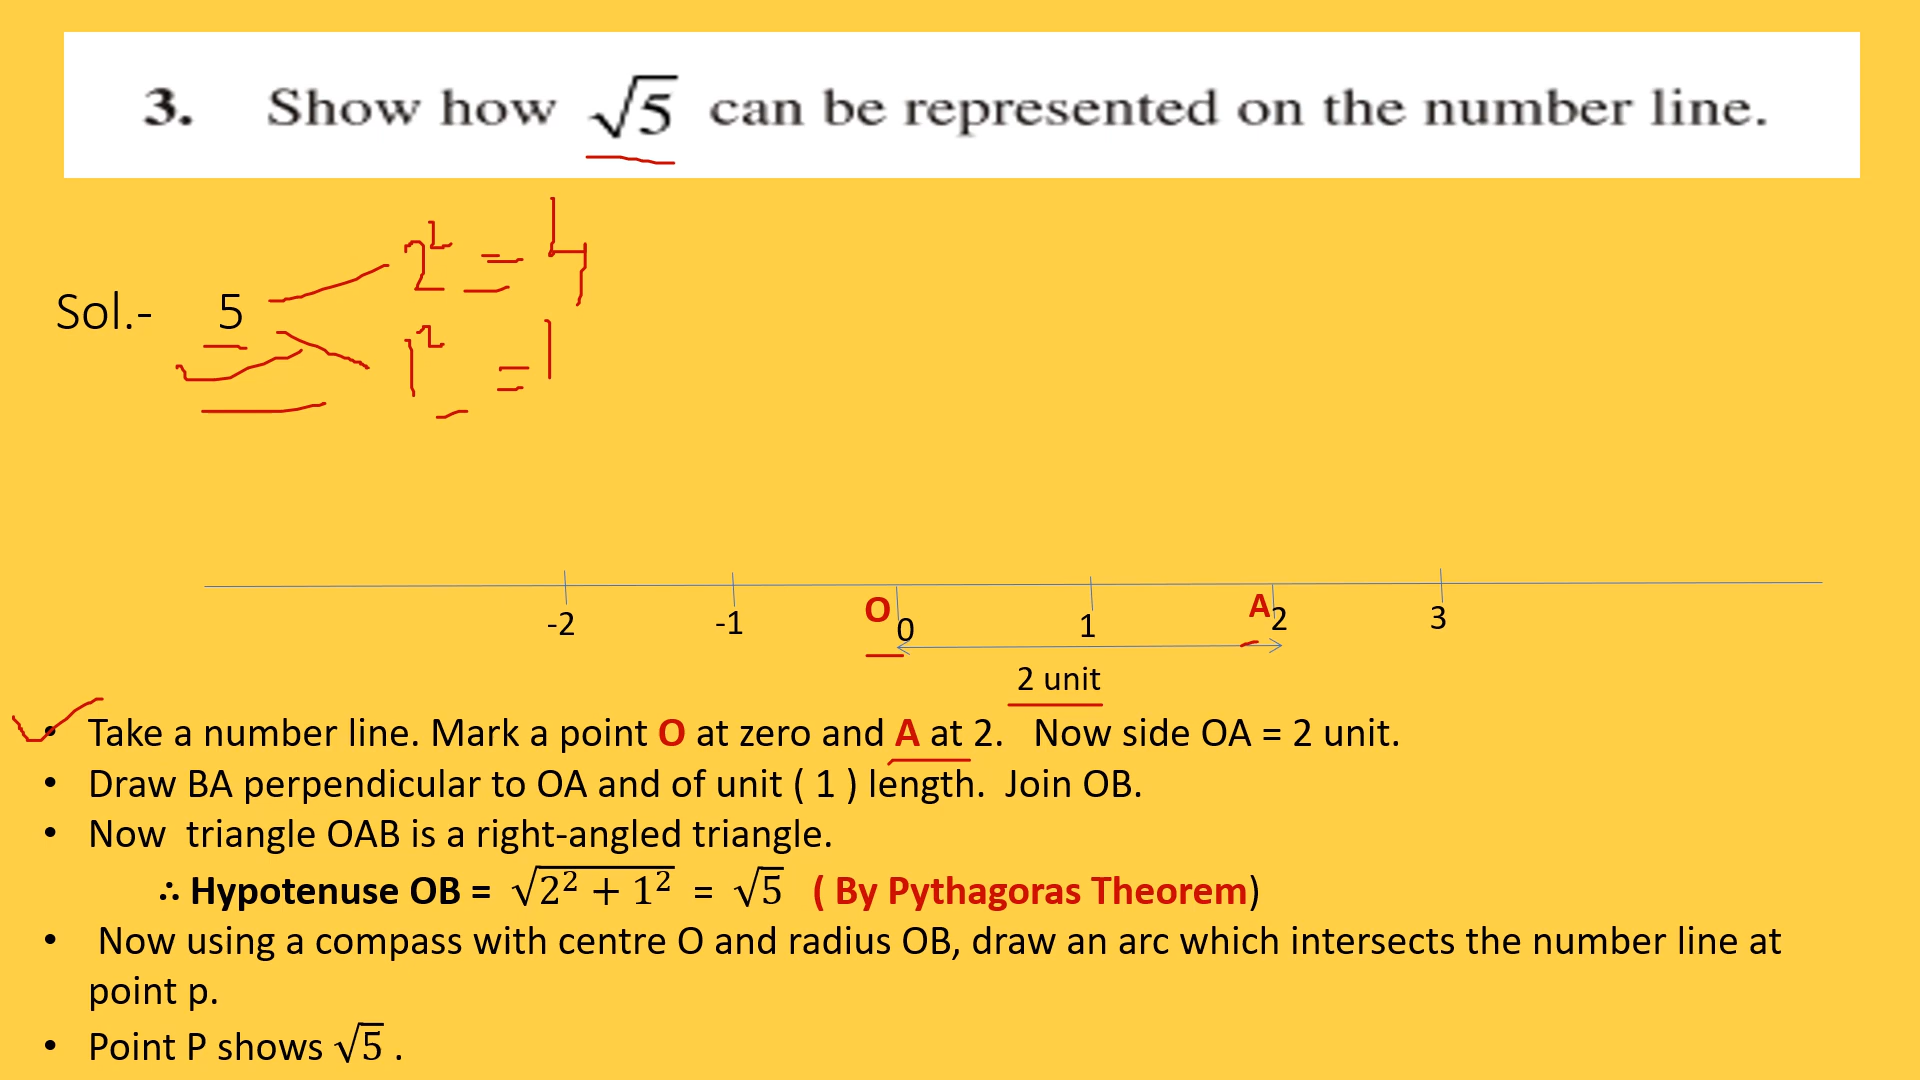 3. Show how √5 can be represented on the number line.
2² = 4
Sol.- 5
1² = 1
-2 -1 O 0 1 A 2 3
2 unit
• Take a number line. Mark a point O at zero and A at 2. Now side OA = 2 unit.
• Draw BA perpendicular to OA and of unit ( 1 ) length. Join OB.
• Now triangle OAB is a right-angled triangle.
∴ Hypotenuse OB = √2² + 1² = √5 ( By Pythagoras Theorem)
• Now using a compass with centre O and radius OB, draw an arc which intersects the number line at
point p.
• Point P shows √5 .